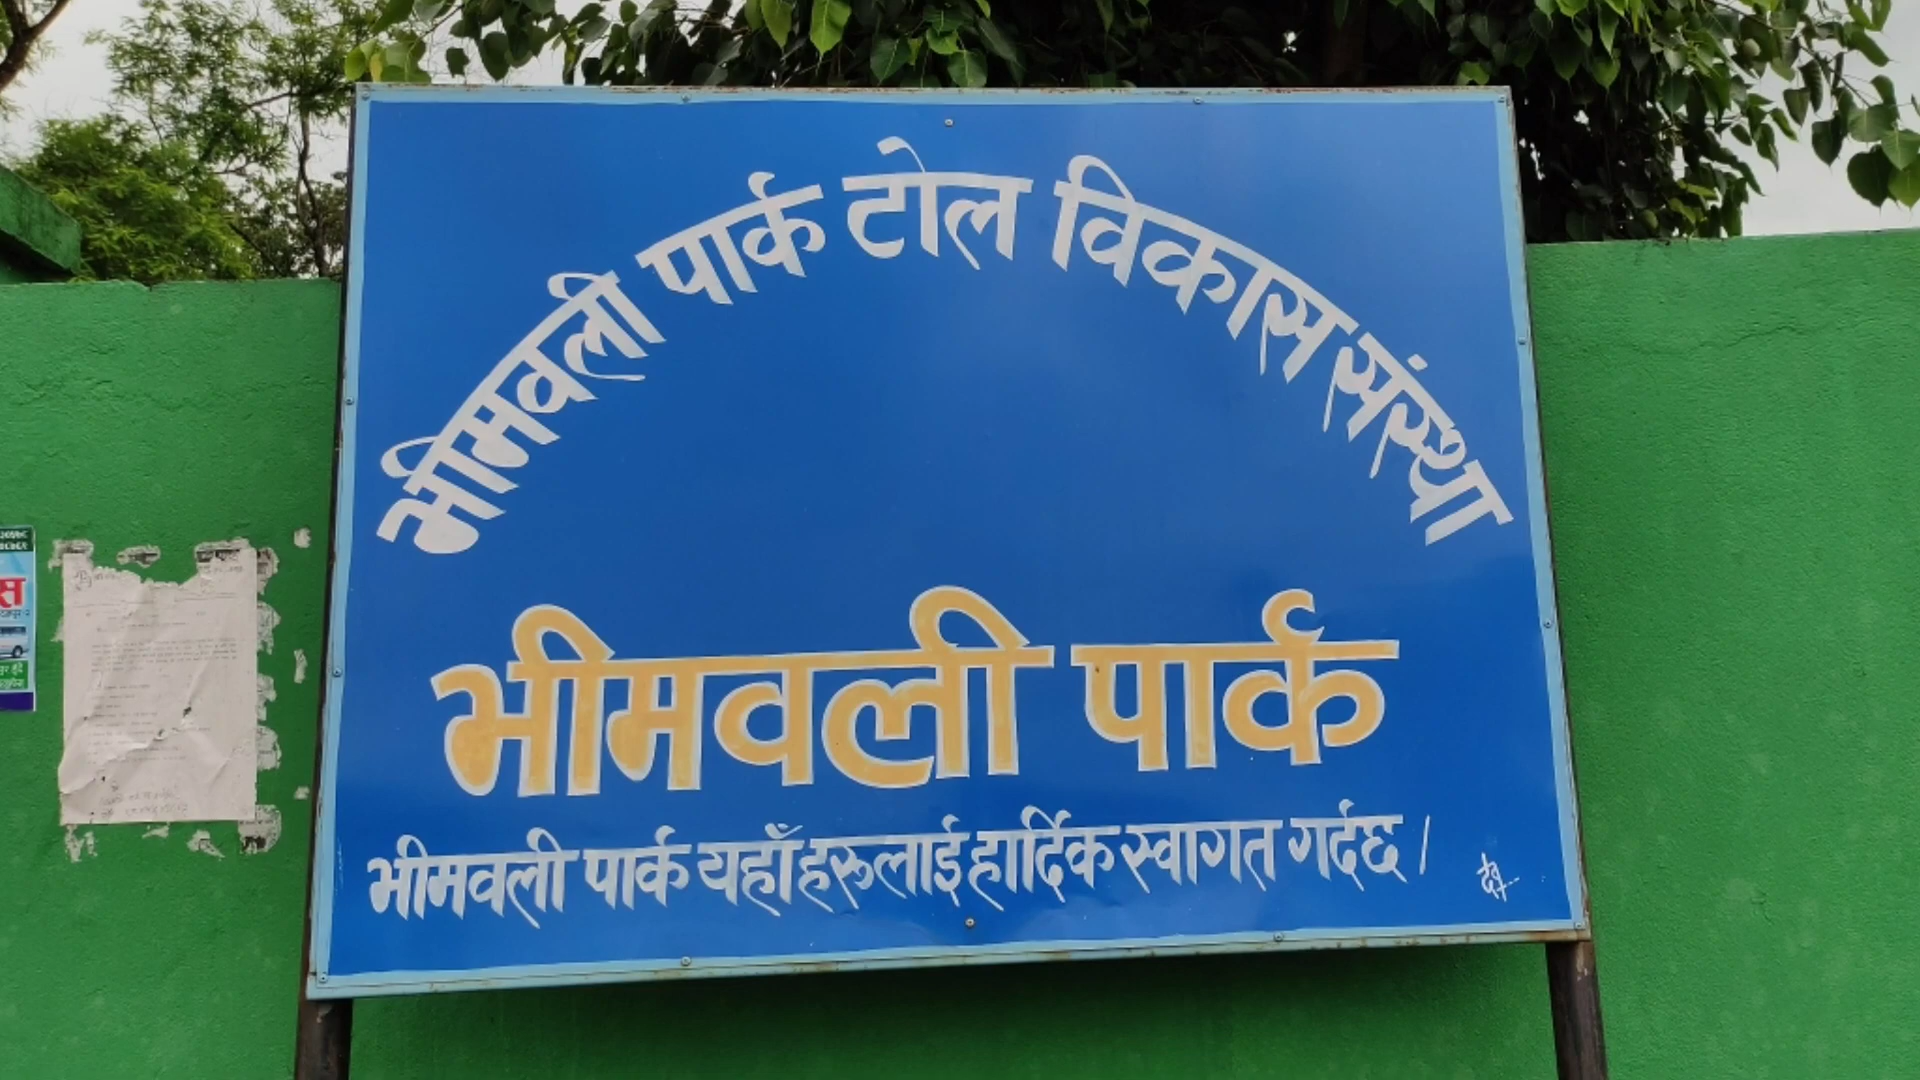 भीमवली पार्क टोल विकास संस्था
भीमवली पार्क
भीमवली पार्क यहाँहरूलाई हार्दिक स्वागत गर्दछ।
स